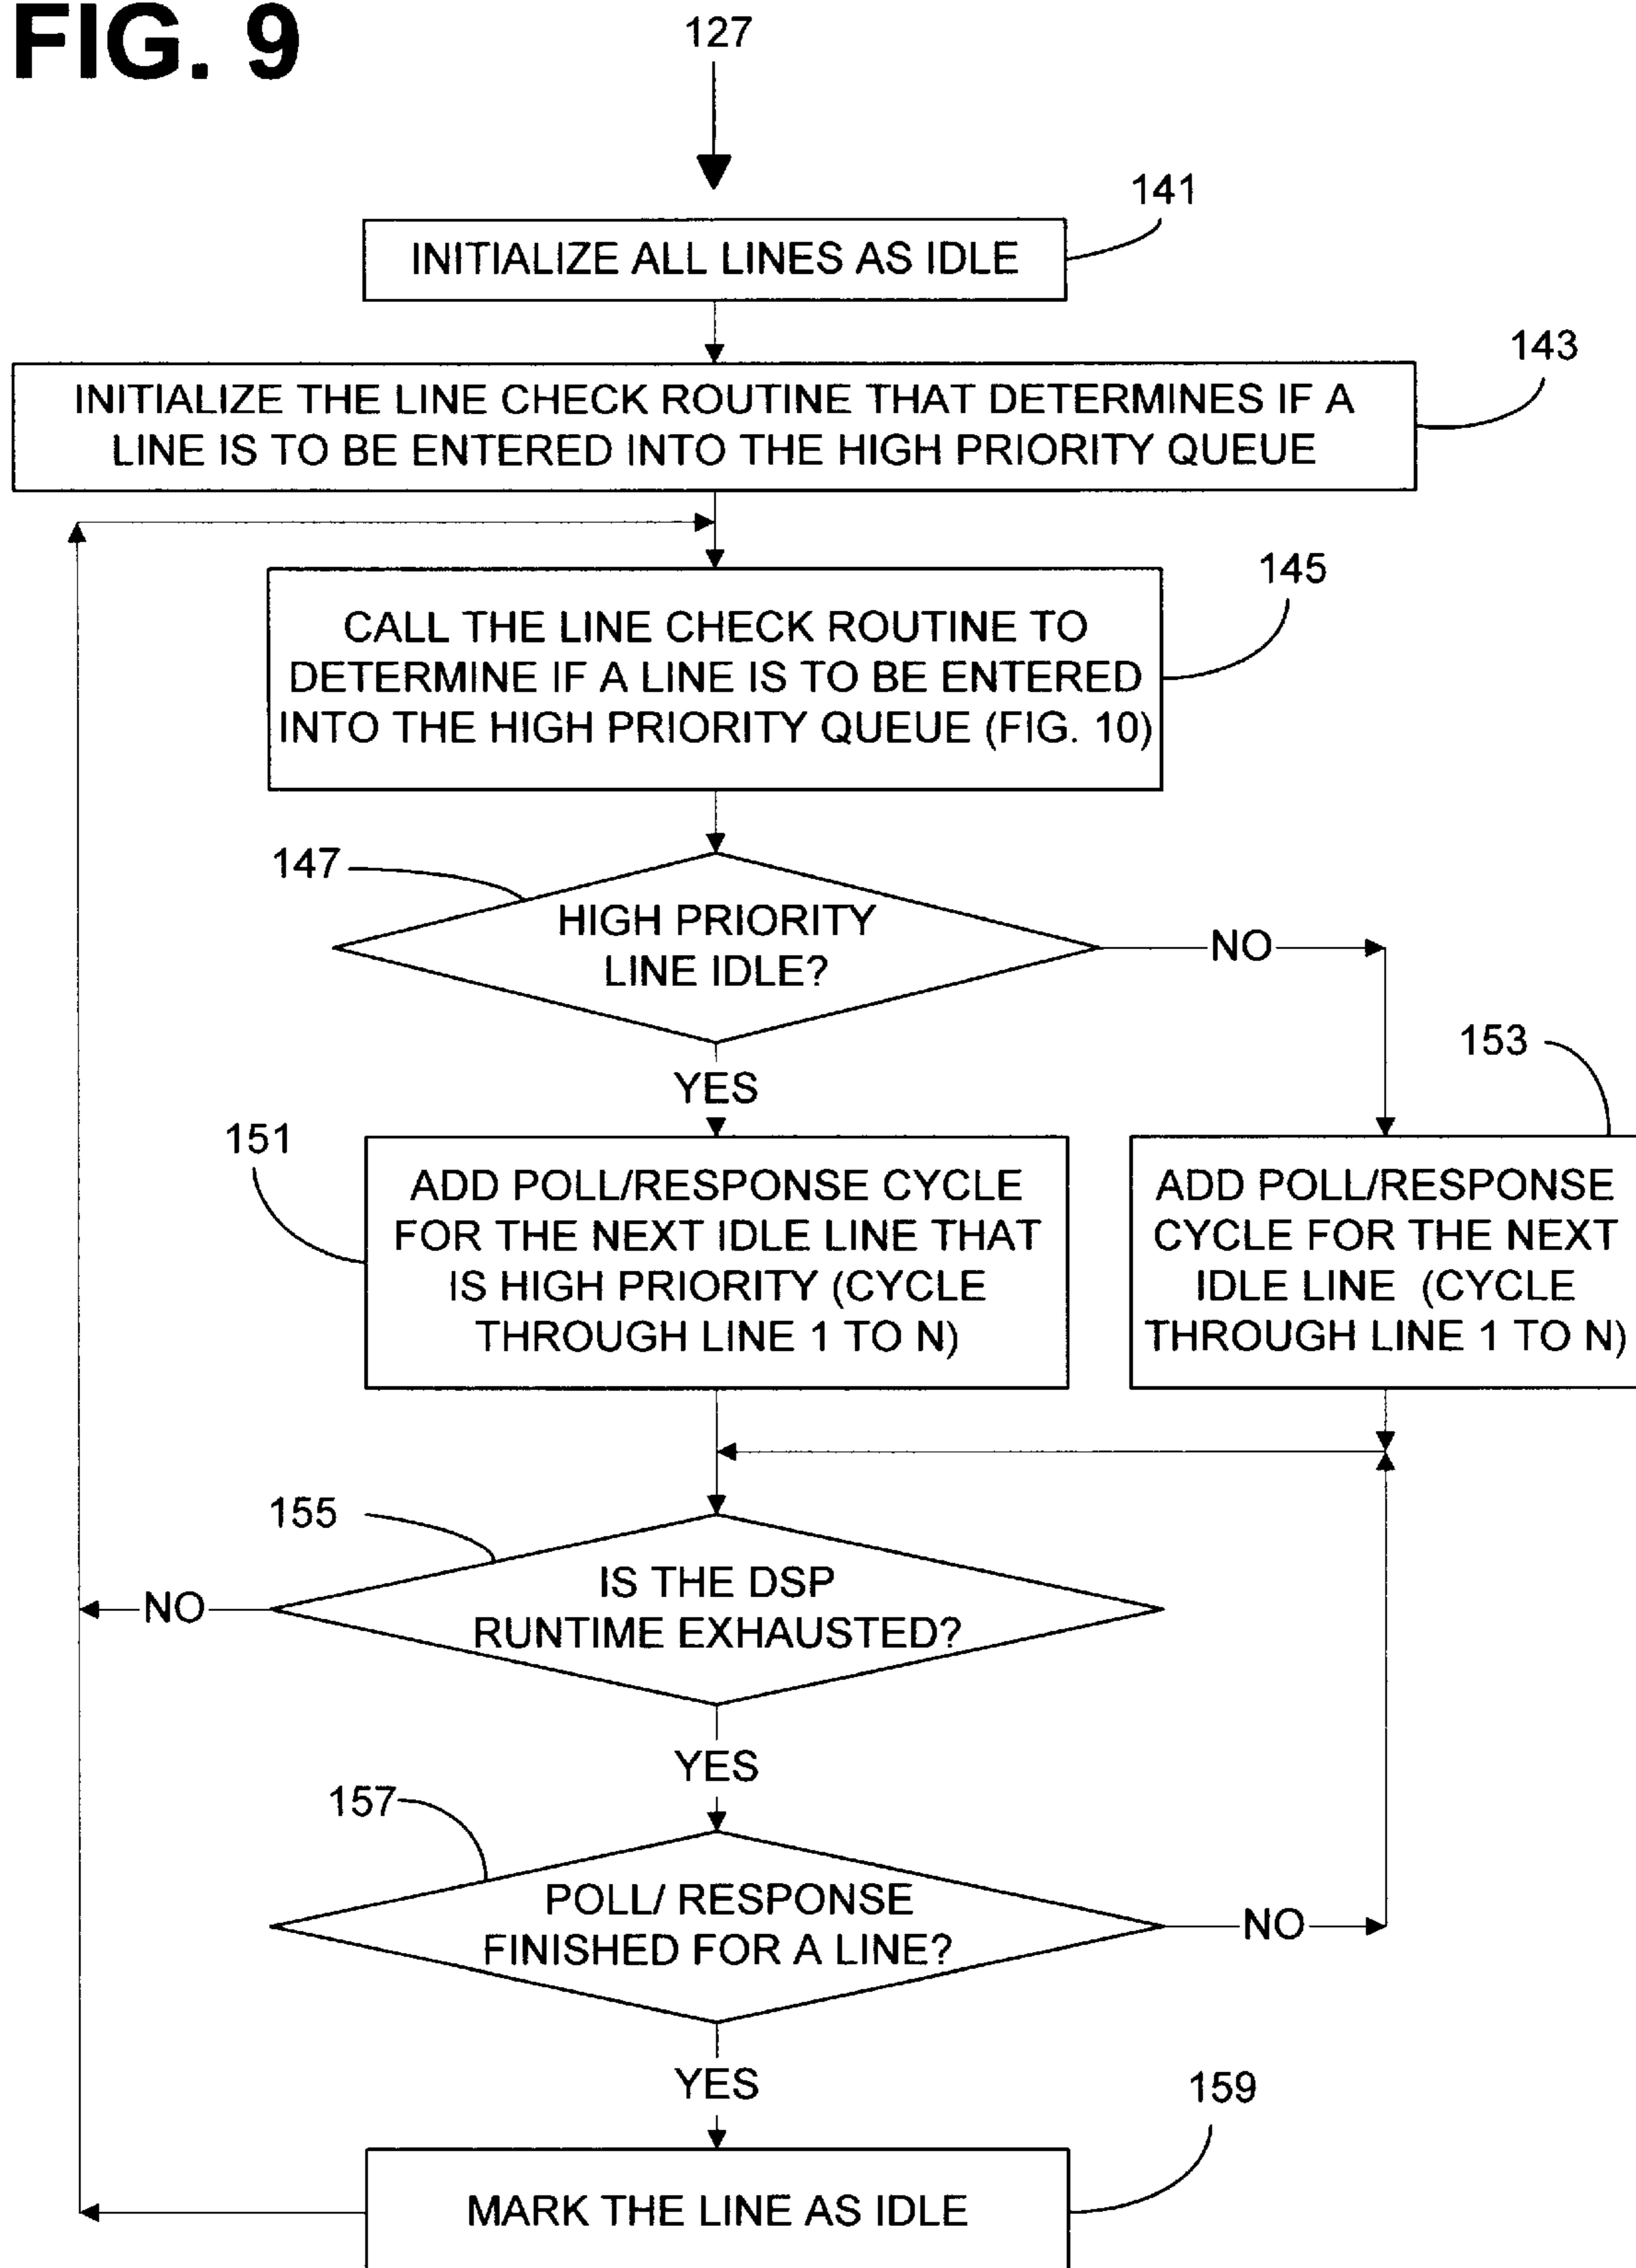 FIG. 9
127
141
INITIALIZE ALL LINES AS IDLE
143
INITIALIZE THE LINE CHECK ROUTINE THAT DETERMINES IF A
LINE IS TO BE ENTERED INTO THE HIGH PRIORITY QUEUE
145
CALL THE LINE CHECK ROUTINE TO
DETERMINE IF A LINE IS TO BE ENTERED
INTO THE HIGH PRIORITY QUEUE (FIG. 10)
147
HIGH PRIORITY
LINE IDLE?
NO
YES
153
151
ADD POLL/RESPONSE CYCLE
FOR THE NEXT IDLE LINE THAT
IS HIGH PRIORITY (CYCLE
THROUGH LINE 1 TO N)
ADD POLL/RESPONSE
CYCLE FOR THE NEXT
IDLE LINE (CYCLE
THROUGH LINE 1 TO N)
155
IS THE DSP
RUNTIME EXHAUSTED?
NO
YES
157
POLL/ RESPONSE
FINISHED FOR A LINE?
NO
YES
159
MARK THE LINE AS IDLE